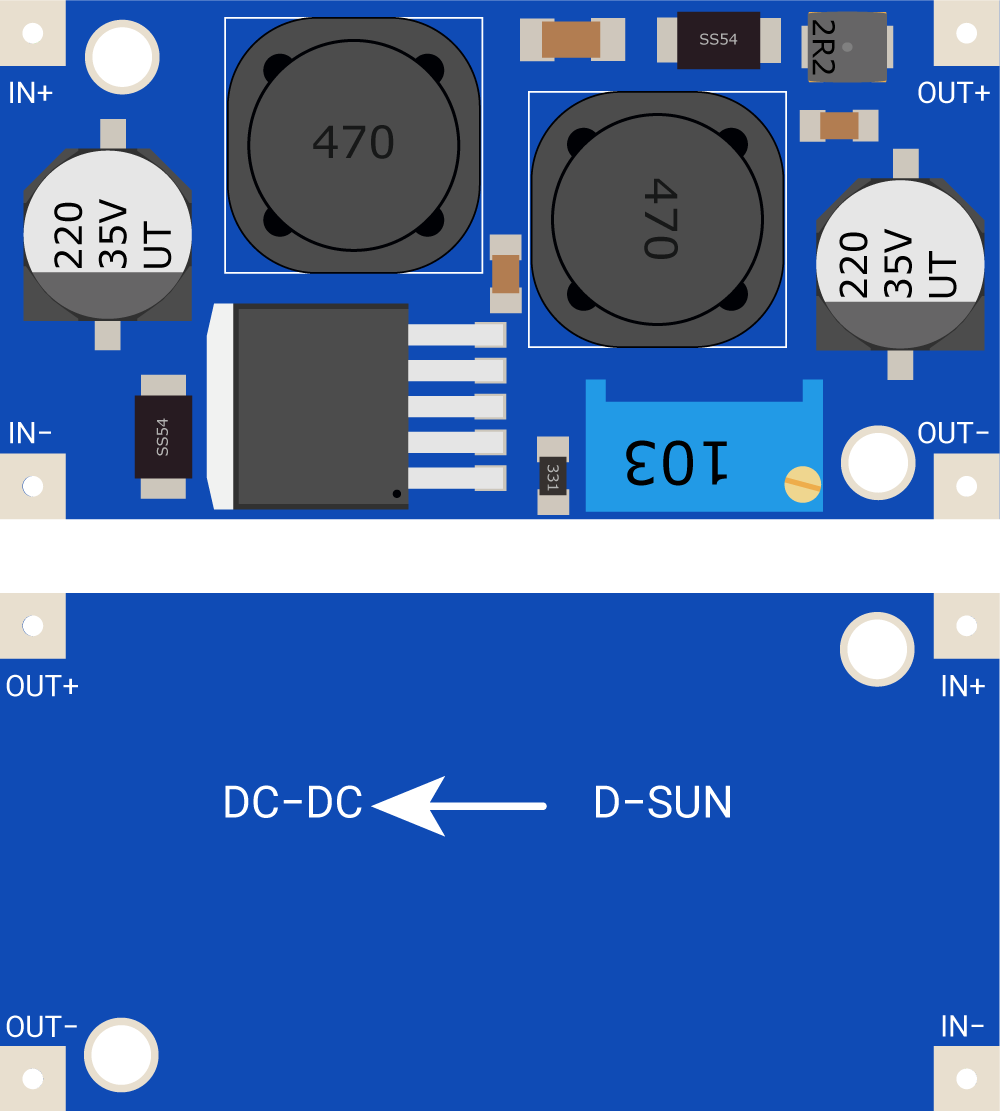 IN+
470
SS54
2R2
OUT+
220
35V
UT
470
220
35V
UT
IN−
SS54
331
103
OUT−
OUT+
IN+
DC−DC
D−SUN
OUT−
IN−